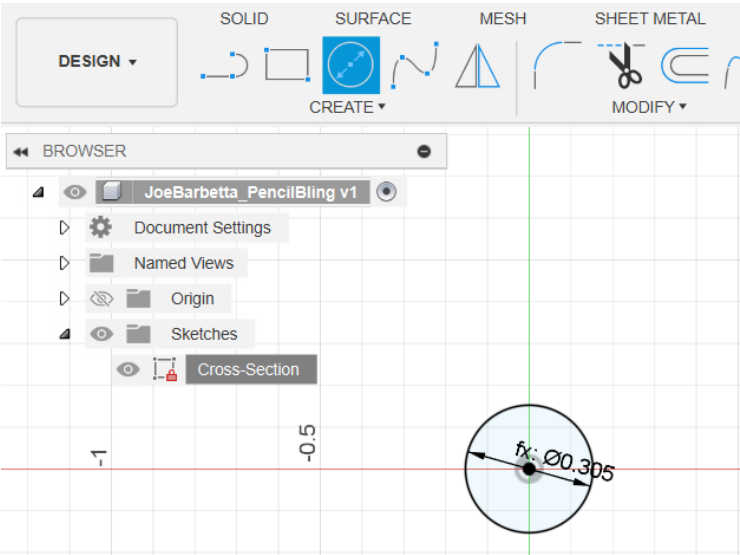 SOLID SURFACE MESH SHEET METAL
DESIGN ▾
CREATE ▾ MODIFY ▾
BROWSER
JoeBarbetta_PencilBling v1
Document Settings
Named Views
Origin
Sketches
Cross-Section
-1
-0.5
fx: Ø0.305